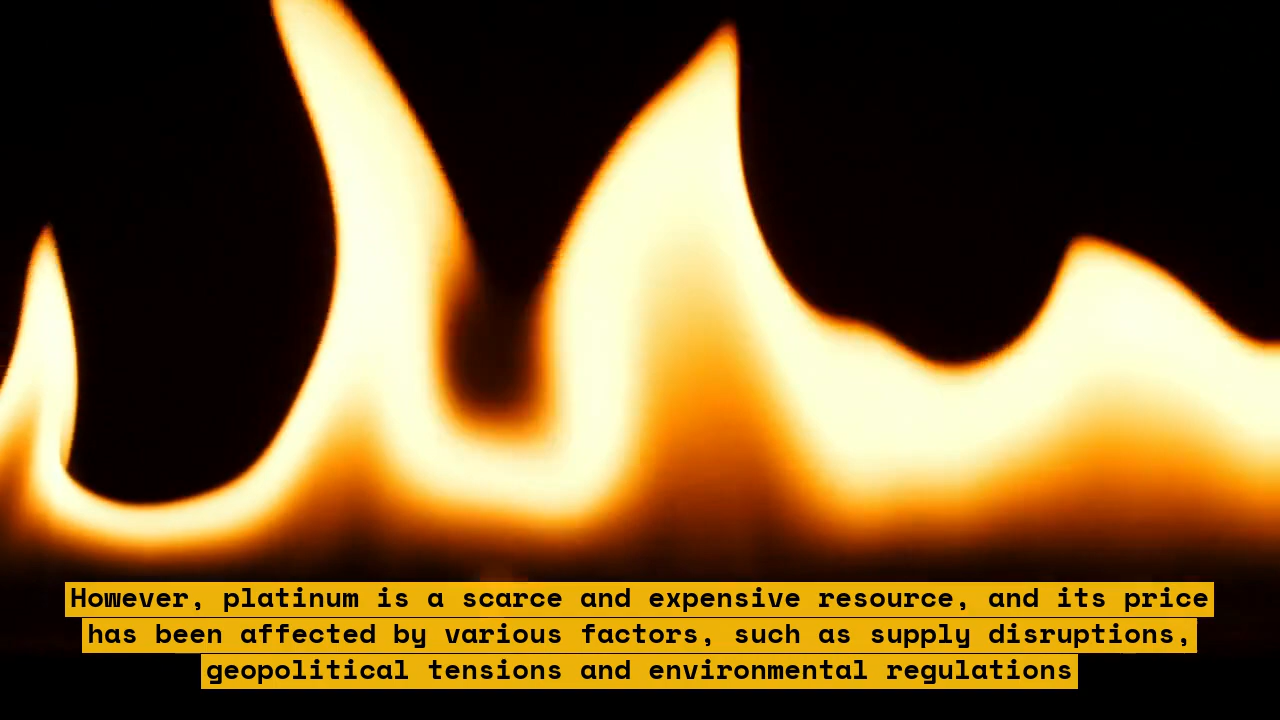 However, platinum is a scarce and expensive resource, and its price
has been affected by various factors, such as supply disruptions,
geopolitical tensions and environmental regulations